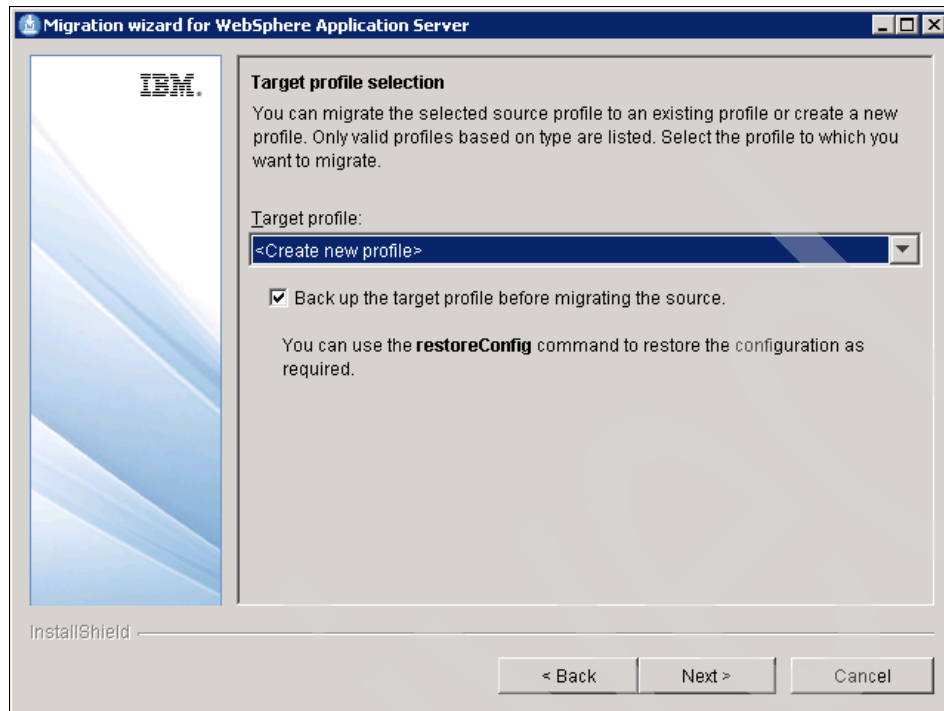 Migration wizard for WebSphere Application Server
IBM.
Target profile selection
You can migrate the selected source profile to an existing profile or create a new
profile. Only valid profiles based on type are listed. Select the profile to which you
want to migrate.
Target profile:
<Create new profile>
Back up the target profile before migrating the source.
You can use the restoreConfig command to restore the configuration as
required.
InstallShield
< Back
Next >
Cancel